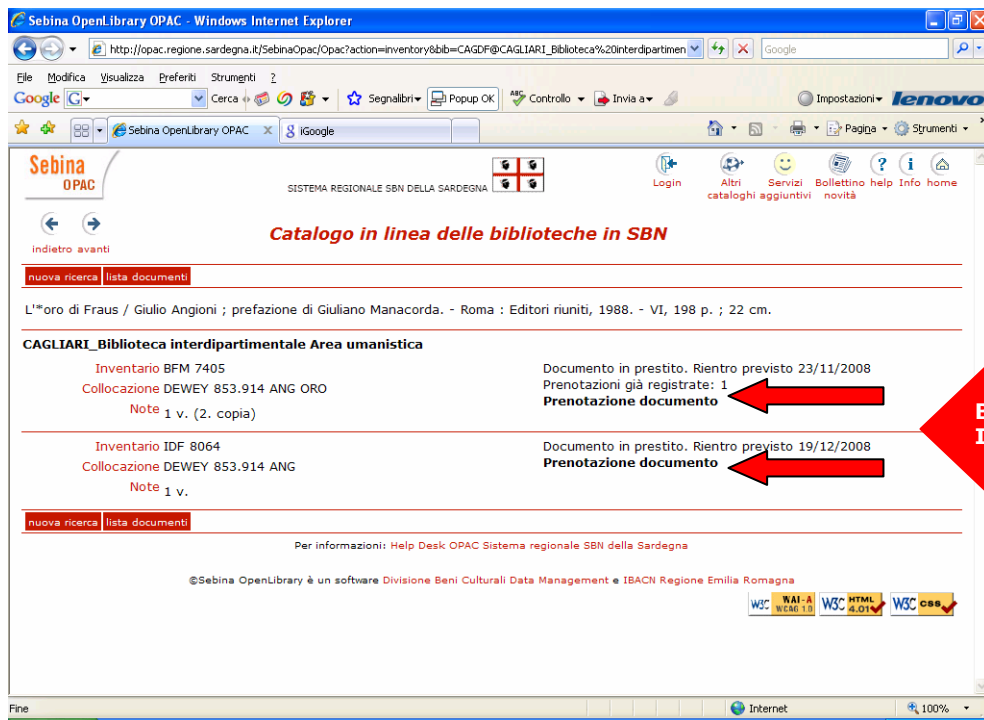 Sebina OpenLibrary OPAC - Windows Internet Explorer
http://opac.regione.sardegna.it/SebinaOpac/Opac?action=inventory&bib=CAGDF@CAGLIARI_Biblioteca%20interdipartimen
Google
File Modifica Visualizza Preferiti Strumenti ?
Google G Cerca Segnalibri Popup OK ABC Controllo Invia a Impostazioni lenovo
Sebina OpenLibrary OPAC X iGoogle Pagina Strumenti
Sebina
OPAC
SISTEMA REGIONALE SBN DELLA SARDEGNA
Login Altri cataloghi Servizi aggiuntivi Bollettino novità help Info home
indietro avanti
Catalogo in linea delle biblioteche in SBN
nuova ricerca lista documenti
L'*oro di Fraus / Giulio Angioni ; prefazione di Giuliano Manacorda. - Roma : Editori riuniti, 1988. - VI, 198 p. ; 22 cm.
CAGLIARI_Biblioteca interdipartimentale Area umanistica
Inventario BFM 7405 Documento in prestito. Rientro previsto 23/11/2008
Prenotazioni già registrate: 1
Collocazione DEWEY 853.914 ANG ORO
Prenotazione documento
Note 1 v. (2. copia)
Inventario IDF 8064 Documento in prestito. Rientro previsto 19/12/2008
Collocazione DEWEY 853.914 ANG Prenotazione documento
Note 1 v.
nuova ricerca lista documenti
Per informazioni: Help Desk OPAC Sistema regionale SBN della Sardegna
©Sebina OpenLibrary è un software Divisione Beni Culturali Data Management e IBACN Regione Emilia Romagna
W3C WAI-A WCAG 1.0 W3C HTML 4.01 W3C css
Fine Internet 100%